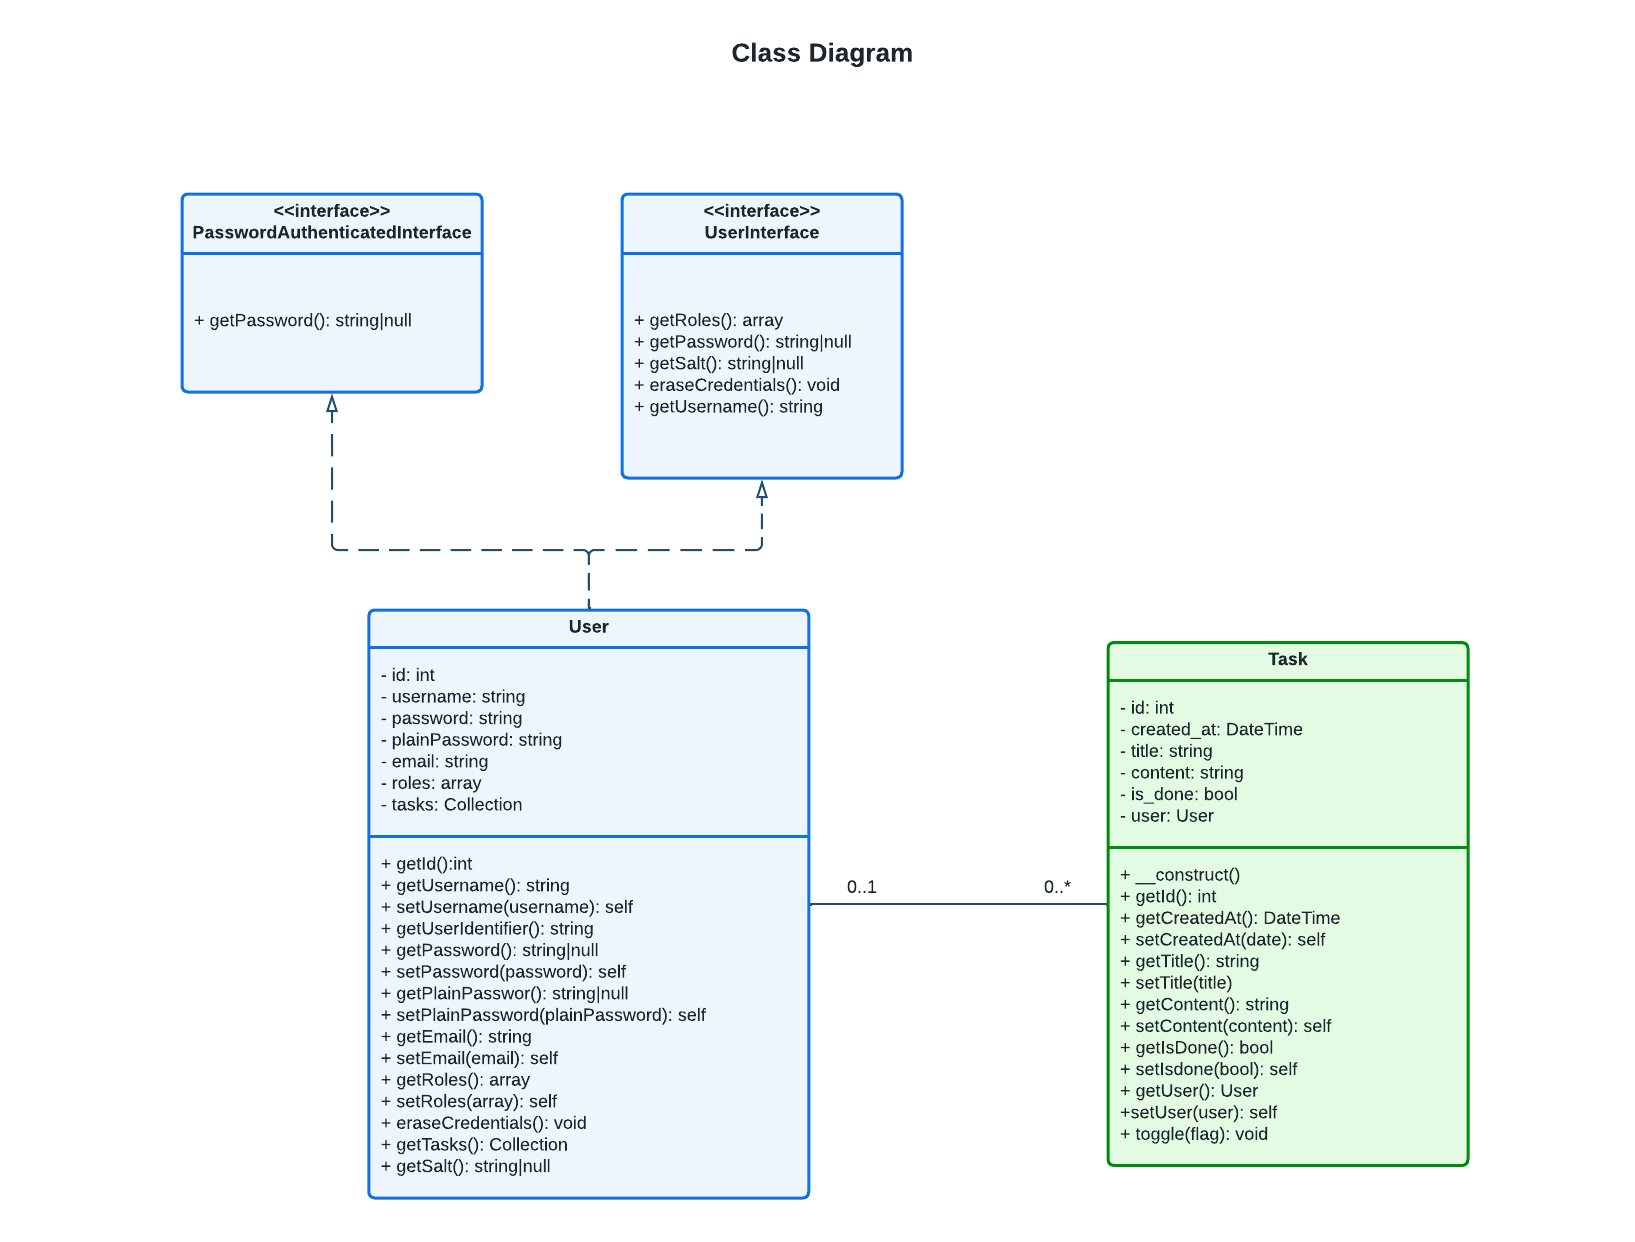 Class Diagram
<<interface>>
PasswordAuthenticatedInterface
+ getPassword(): string|null
<<interface>>
UserInterface
+ getRoles(): array
+ getPassword(): string|null
+ getSalt(): string|null
+ eraseCredentials(): void
+ getUsername(): string
User
- id: int
- username: string
- password: string
- plainPassword: string
- email: string
- roles: array
- tasks: Collection
+ getId():int
+ getUsername(): string
+ setUsername(username): self
+ getUserIdentifier(): string
+ getPassword(): string|null
+ setPassword(password): self
+ getPlainPasswor(): string|null
+ setPlainPassword(plainPassword): self
+ getEmail(): string
+ setEmail(email): self
+ getRoles(): array
+ setRoles(array): self
+ eraseCredentials(): void
+ getTasks(): Collection
+ getSalt(): string|null
0..1
0..*
Task
- id: int
- created_at: DateTime
- title: string
- content: string
- is_done: bool
- user: User
+ __construct()
+ getId(): int
+ getCreatedAt(): DateTime
+ setCreatedAt(date): self
+ getTitle(): string
+ setTitle(title)
+ getContent(): string
+ setContent(content): self
+ getIsDone(): bool
+ setIsdone(bool): self
+ getUser(): User
+setUser(user): self
+ toggle(flag): void